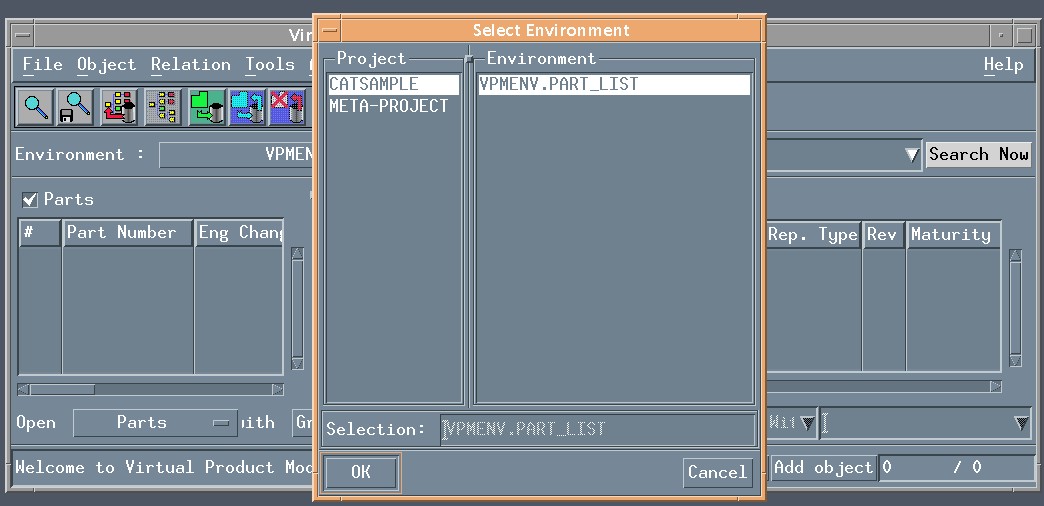 Select Environment
Vir
File Object Relation Tools
Help
Project
Environment
CATSAMPLE
META-PROJECT
VPMENV.PART_LIST
Environment :
VPMEN
Search Now
Parts
# Part Number Eng Chang
Rep. Type Rev Maturity
Open Parts with Gr
Wit
Selection: VPMENV.PART_LIST
Welcome to Virtual Product Mod
Add object 0 / 0
OK
Cancel